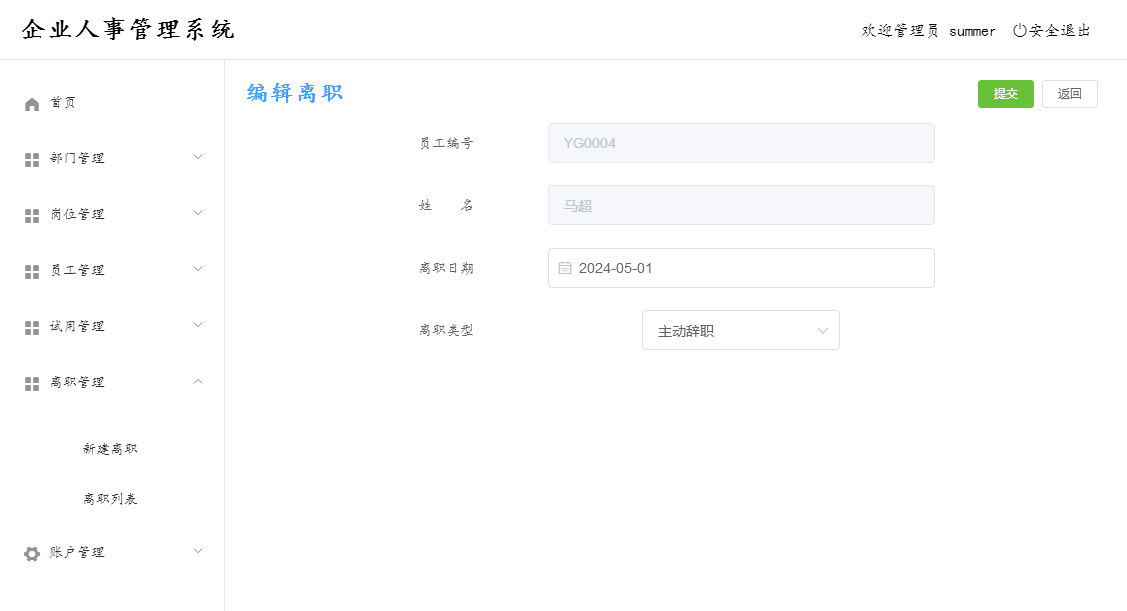 企业人事管理系统
欢迎管理员 summer 安全退出
首页
部门管理
岗位管理
员工管理
试用管理
离职管理
新建离职
离职列表
账户管理
编辑离职
提交 返回
员工编号 YG0004
姓 名 马超
离职日期 2024-05-01
离职类型 主动辞职